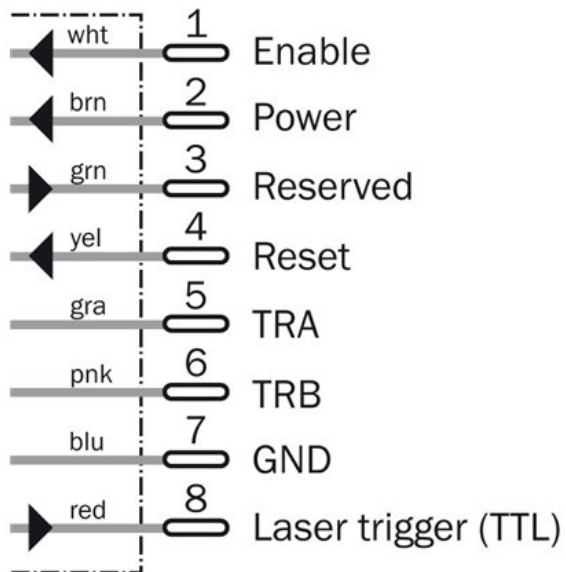 wht 1 Enable
brn 2 Power
grn 3 Reserved
yel 4 Reset
gra 5 TRA
pnk 6 TRB
blu 7 GND
red 8 Laser trigger (TTL)